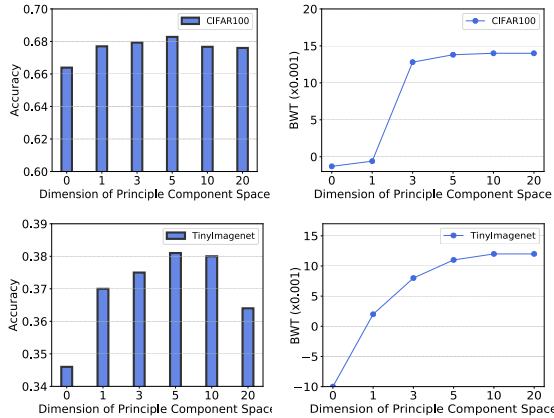 0.70
0.68
0.66
0.64
0.62
0.60
Accuracy
CIFAR100
0 1 3 5 10 20
Dimension of Principle Component Space
20
15
10
5
0
BWT (x0.001)
CIFAR100
0 1 3 5 10 20
Dimension of Principle Component Space
0.39
0.38
0.37
0.36
0.35
0.34
Accuracy
TinyImagenet
0 1 3 5 10 20
Dimension of Principle Component Space
15
10
5
0
−5
−10
BWT (x0.001)
TinyImagenet
0 1 3 5 10 20
Dimension of Principle Component Space